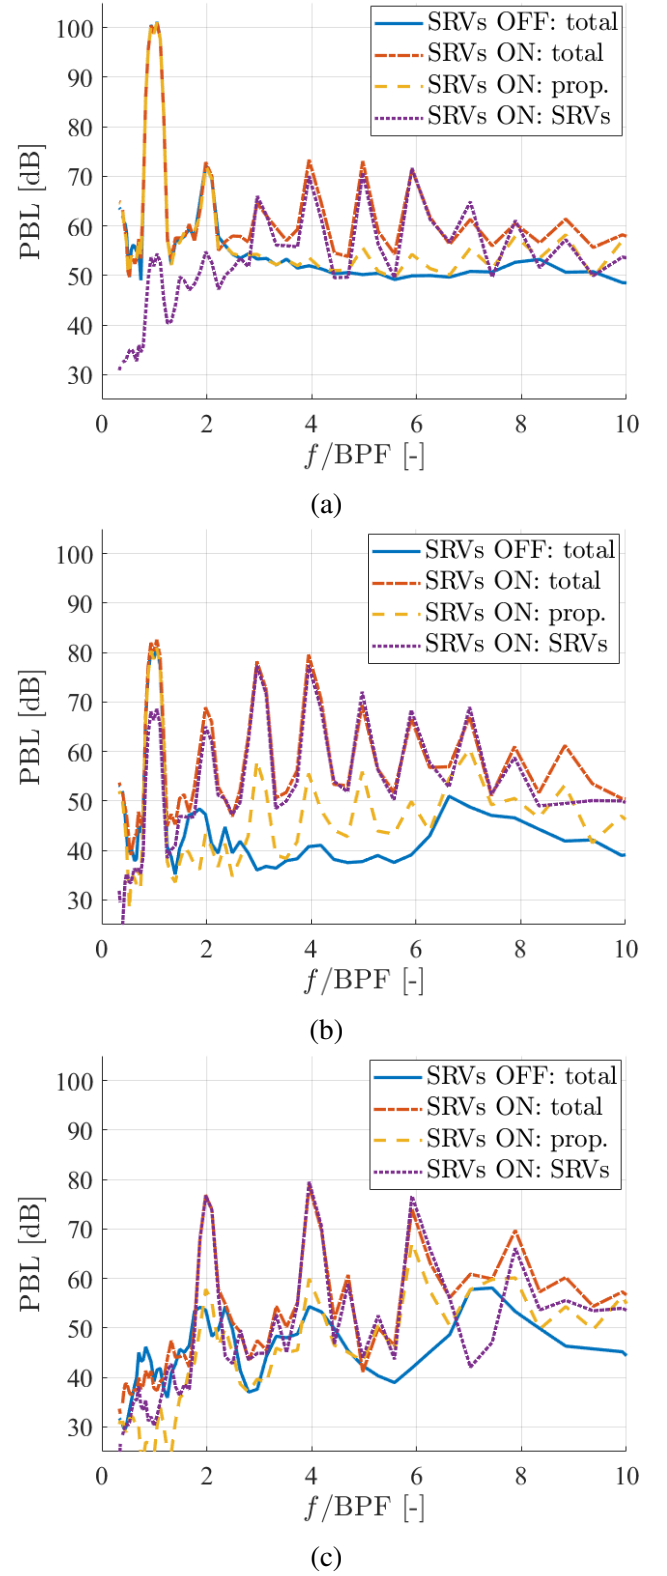 100
90
80
70
60
50
40
30
PBL [dB]
SRVs OFF: total
SRVs ON: total
SRVs ON: prop.
SRVs ON: SRVs
0 2 4 6 8 10
f/BPF [-]
(a)
100
90
80
70
60
50
40
30
PBL [dB]
SRVs OFF: total
SRVs ON: total
SRVs ON: prop.
SRVs ON: SRVs
0 2 4 6 8 10
f/BPF [-]
(b)
100
90
80
70
60
50
40
30
PBL [dB]
SRVs OFF: total
SRVs ON: total
SRVs ON: prop.
SRVs ON: SRVs
0 2 4 6 8 10
f/BPF [-]
(c)